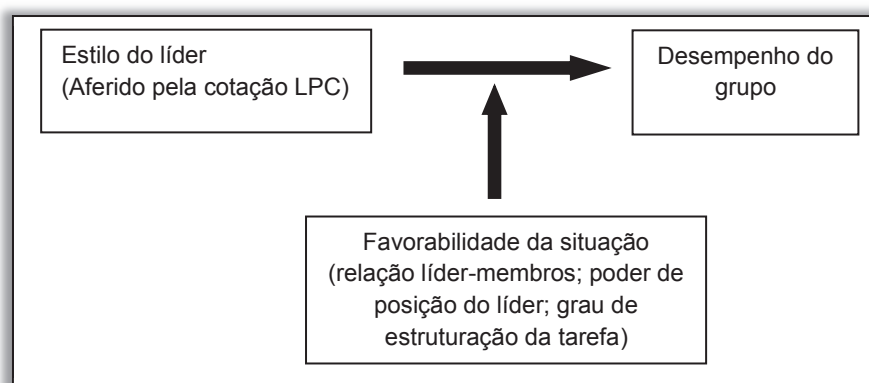 Estilo do líder
(Aferido pela cotação LPC)
Desempenho do
grupo
Favorabilidade da situação
(relação líder-membros; poder de
posição do líder; grau de
estruturação da tarefa)